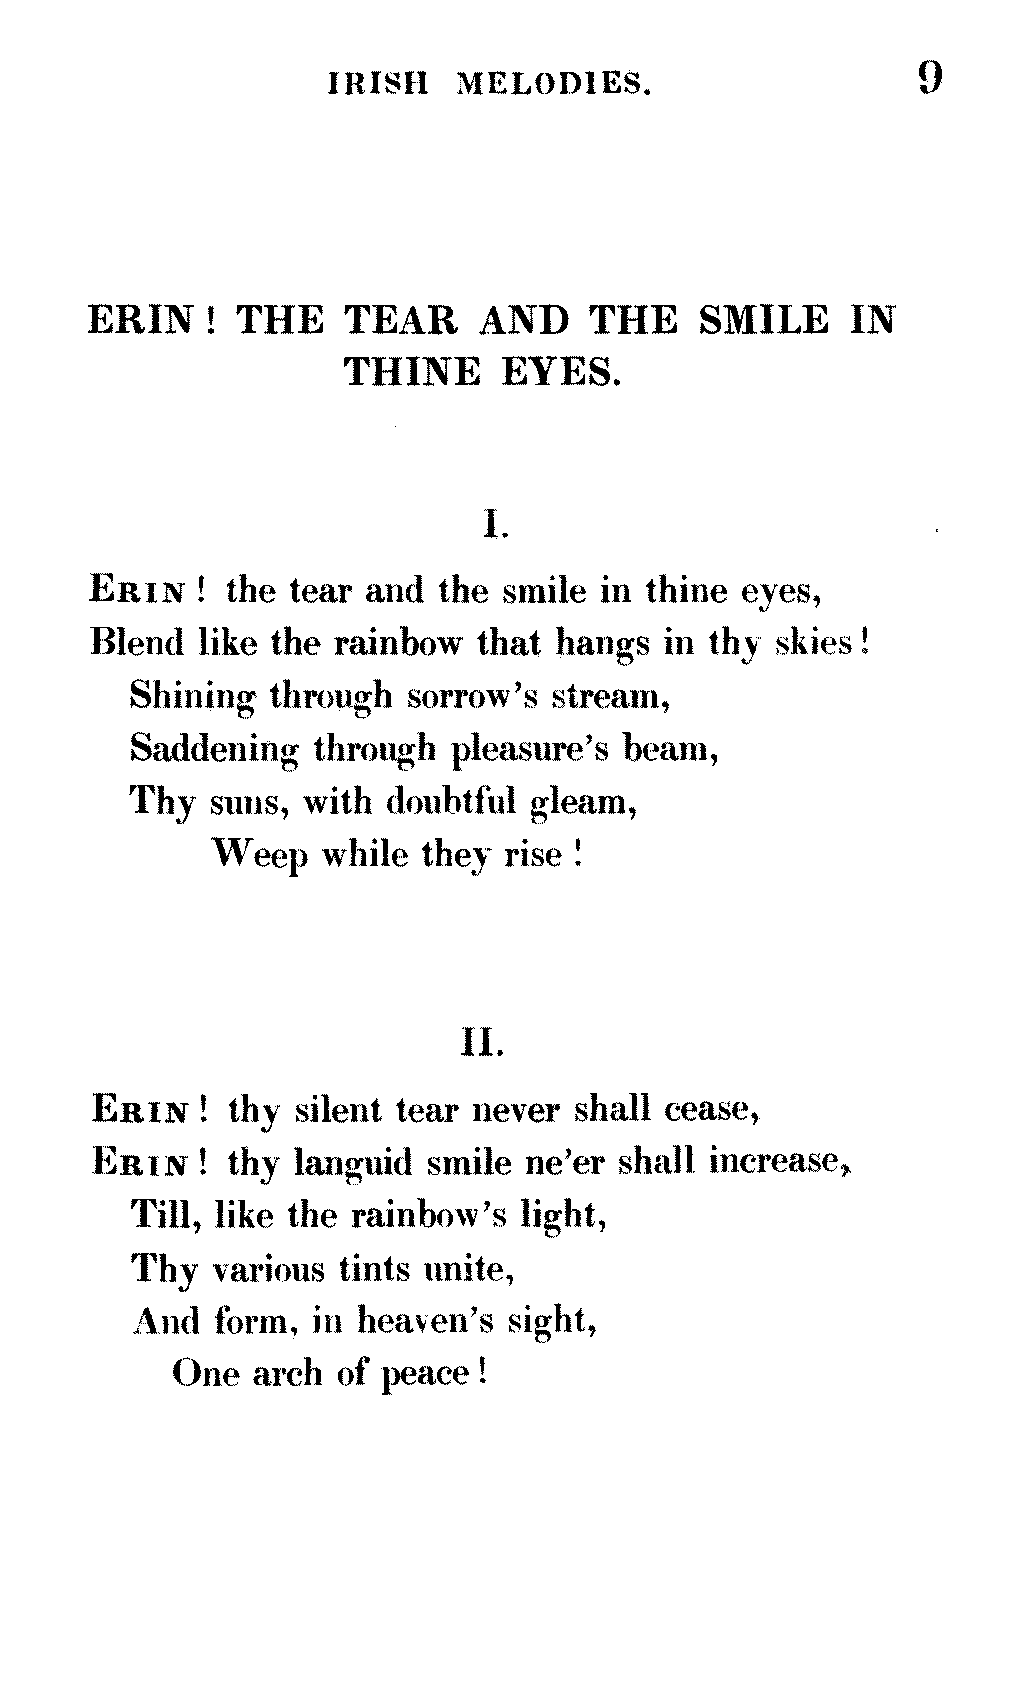 IRISH MELODIES. 9
ERIN! THE TEAR AND THE SMILE IN
THINE EYES.
I.
ERIN! the tear and the smile in thine eyes,
Blend like the rainbow that hangs in thy skies!
Shining through sorrow's stream,
Saddening through pleasure's beam,
Thy suns, with doubtful gleam,
Weep while they rise!
II.
ERIN! thy silent tear never shall cease,
ERIN! thy languid smile ne'er shall increase,
Till, like the rainbow's light,
Thy various tints unite,
And form, in heaven's sight,
One arch of peace!